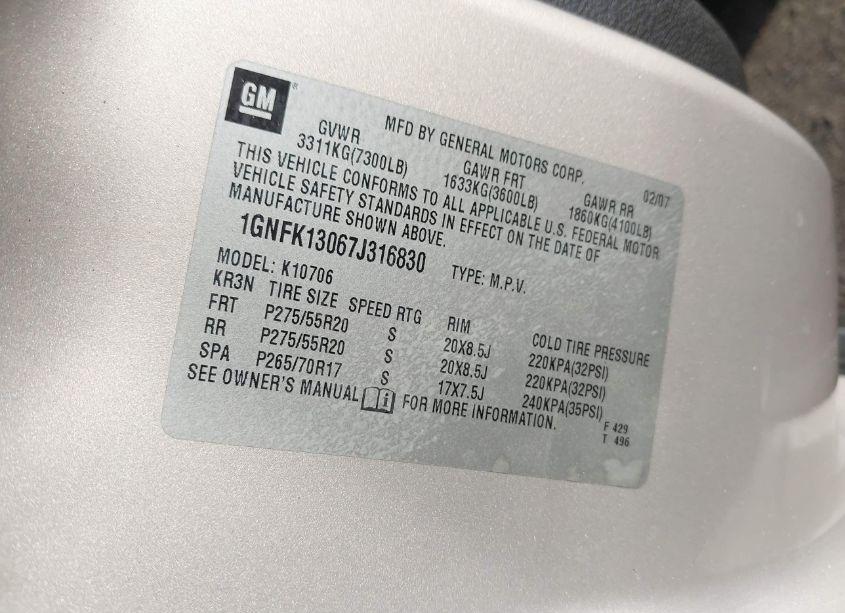 GM ®
MFD BY GENERAL MOTORS CORP. 02/07
GVWR GAWR FRT GAWR RR
3311KG(7300LB) 1633KG(3600LB) 1860KG(4100LB)
THIS VEHICLE CONFORMS TO ALL APPLICABLE U.S. FEDERAL MOTOR
VEHICLE SAFETY STANDARDS IN EFFECT ON THE DATE OF
MANUFACTURE SHOWN ABOVE.
1GNFK13067J316830 TYPE: M.P.V.
MODEL: K10706
KR3N TIRE SIZE SPEED RTG RIM COLD TIRE PRESSURE
FRT P275/55R20 S 20X8.5J 220KPA(32PSI)
RR P275/55R20 S 20X8.5J 220KPA(32PSI)
SPA P265/70R17 S 17X7.5J 240KPA(35PSI)
SEE OWNER'S MANUAL i FOR MORE INFORMATION.
F 429
T 496